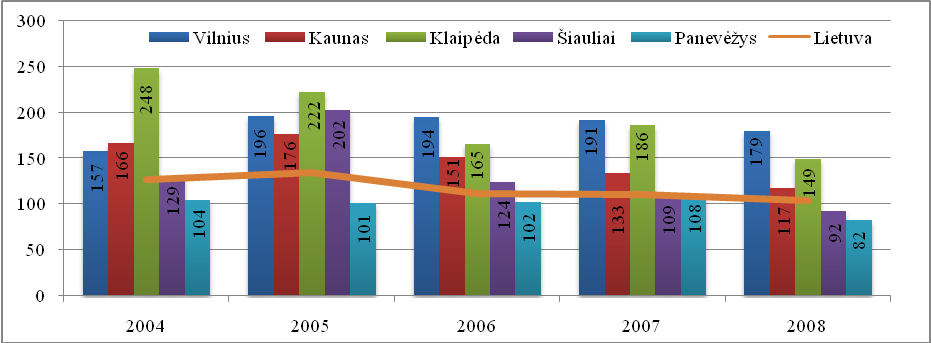 300
Vilnius Kaunas Klaipėda Šiauliai Panevėžys Lietuva
250
200
150
100
50
0
157 166 248 129 104
196 176 222 202 101
194 151 165 124 102
191 133 186 109 108
179 117 149 92 82
2004 2005 2006 2007 2008